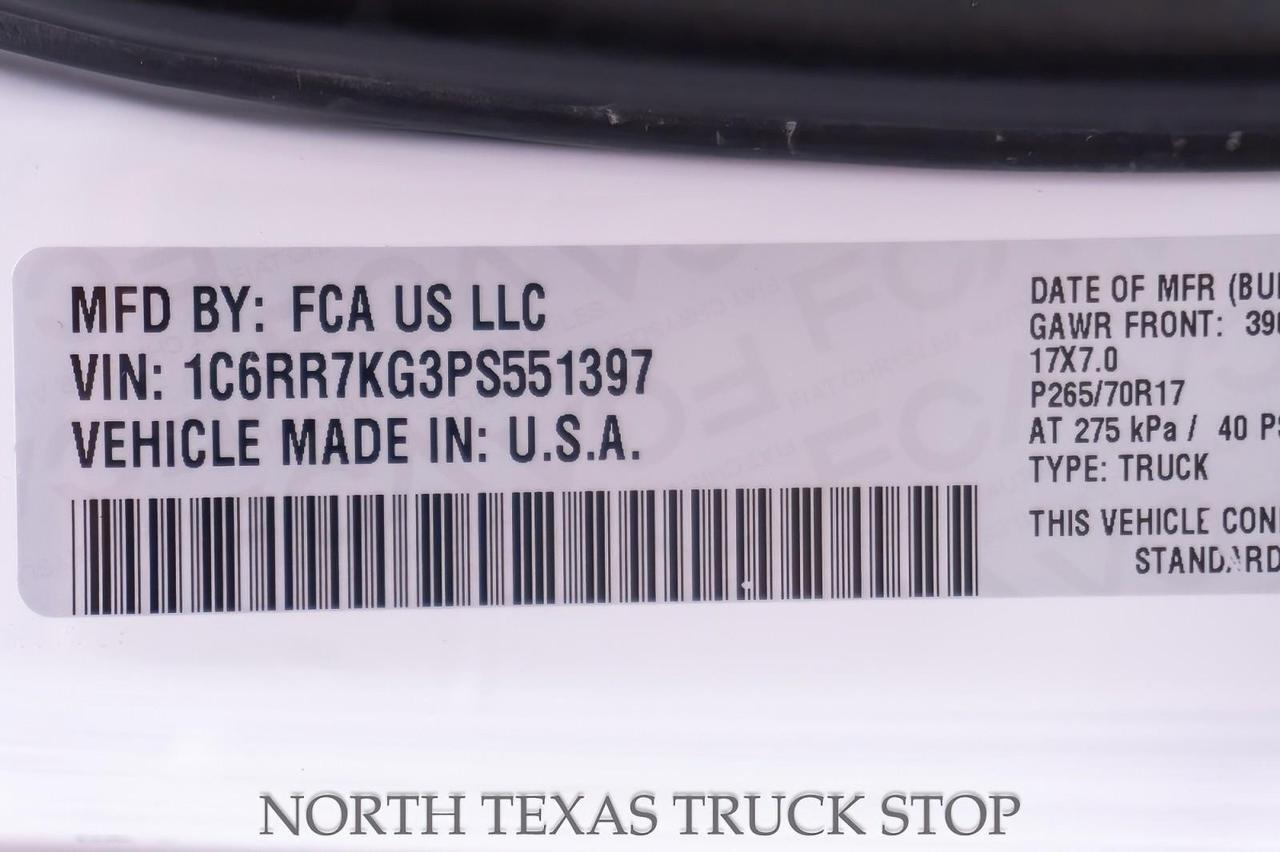 MFD BY: FCA US LLC
VIN: 1C6RR7KG3PS551397
VEHICLE MADE IN: U.S.A.
DATE OF MFR
GAWR FRONT:
17X7.0
P265/70R17
AT 275 kPa / 40
TYPE: TRUCK
THIS VEHICLE
NORTH TEXAS TRUCK STOP